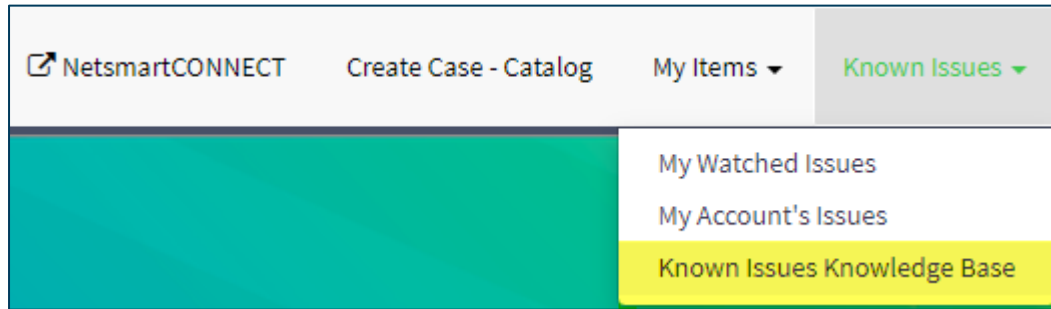 NetsmartCONNECT Create Case - Catalog My Items Known Issues
My Watched Issues
My Account's Issues
Known Issues Knowledge Base